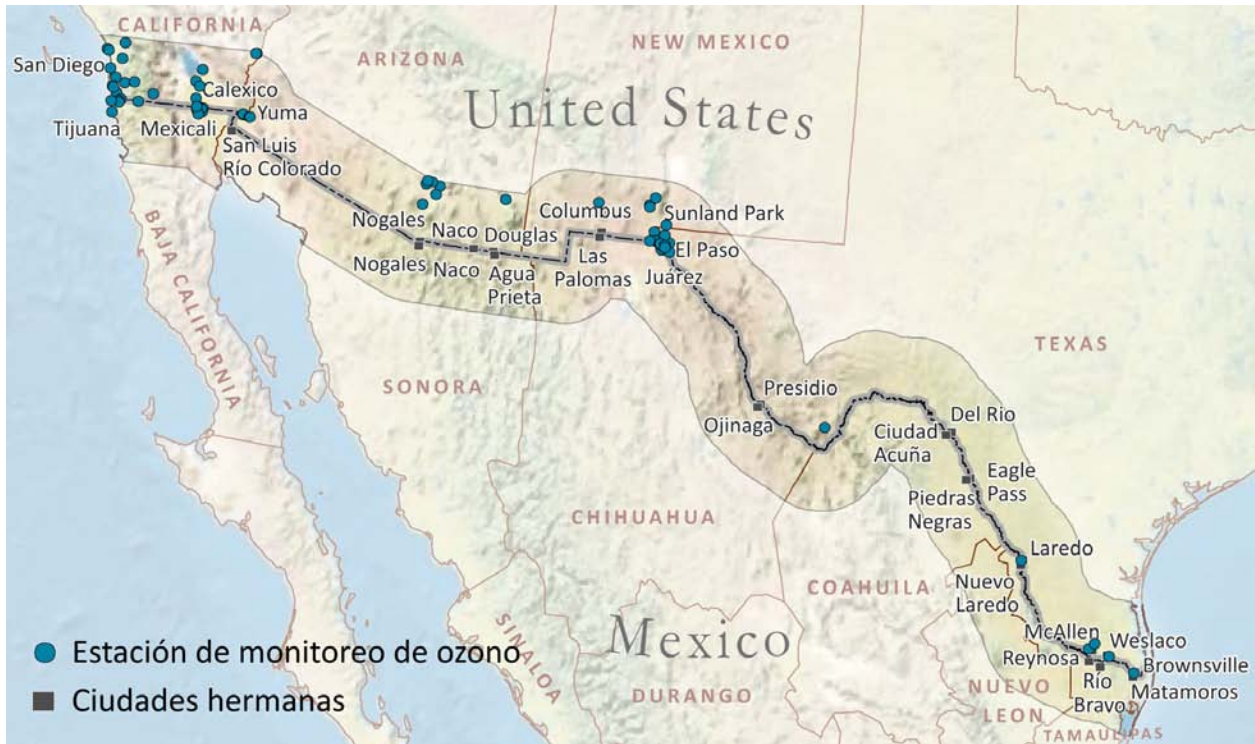 CALIFORNIA
ARIZONA
NEW MEXICO
United States
San Diego
Calexico
Yuma
Tijuana
Mexicali
San Luis
Río Colorado
Nogales
Naco
Douglas
Columbus
Sunland Park
El Paso
Nogales
Naco
Agua
Prieta
Las
Palomas
Juárez
BAJA CALIFORNIA
SONORA
TEXAS
Presidio
Ojinaga
Del Rio
Ciudad
Acuña
Eagle
Pass
Piedras
Negras
CHIHUAHUA
COAHUILA
Laredo
Nuevo
Laredo
Mexico
SINALOA
DURANGO
McAllen
Weslaco
Reynosa
Brownsville
Río
Bravo
Matamoros
NUEVO
LEON
TAMAULIPAS
Estación de monitoreo de ozono
Ciudades hermanas